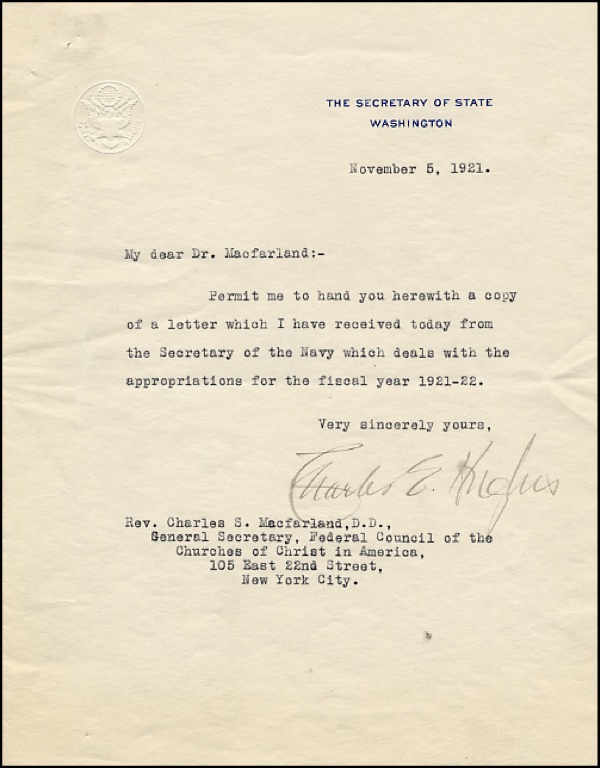 THE SECRETARY OF STATE
WASHINGTON
November 5, 1921.
My dear Dr. Macfarland:-
Permit me to hand you herewith a copy
of a letter which I have received today from
the Secretary of the Navy which deals with the
appropriations for the fiscal year 1921-22.
Very sincerely yours,
Charles E. Hughes
Rev. Charles S. Macfarland,D.D.,
General Secretary, Federal Council of the
Churches of Christ in America,
105 East 22nd Street,
New York City.